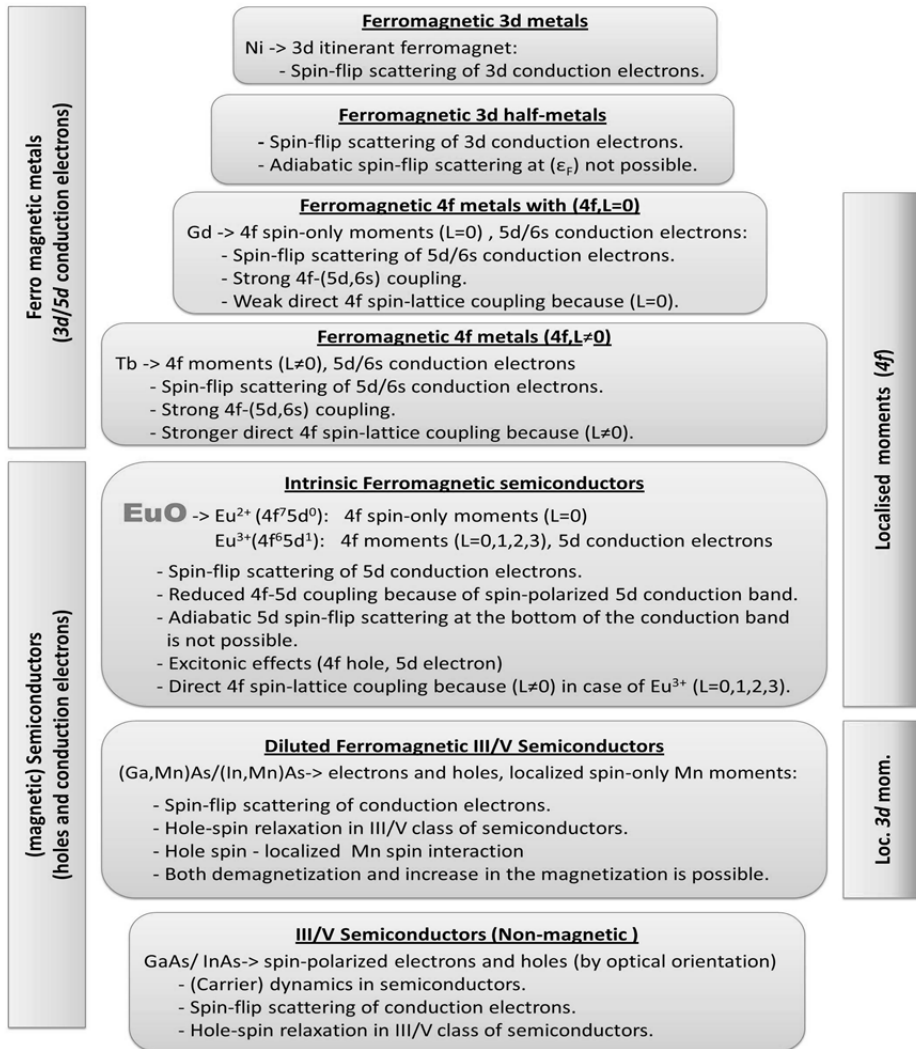 Ferromagnetic 3d metals
Ni -> 3d itinerant ferromagnet:
- Spin-flip scattering of 3d conduction electrons.
Ferromagnetic 3d half-metals
- Spin-flip scattering of 3d conduction electrons.
- Adiabatic spin-flip scattering at (εF) not possible.
Ferromagnetic 4f metals with (4f,L=0)
Gd -> 4f spin-only moments (L=0) , 5d/6s conduction electrons:
- Spin-flip scattering of 5d/6s conduction electrons.
- Strong 4f-(5d,6s) coupling.
- Weak direct 4f spin-lattice coupling because (L=0).
Ferromagnetic 4f metals (4f,L≠0)
Tb -> 4f moments (L≠0), 5d/6s conduction electrons
- Spin-flip scattering of 5d/6s conduction electrons.
- Strong 4f-(5d,6s) coupling.
- Stronger direct 4f spin-lattice coupling because (L≠0).
Ferro magnetic metals
(3d/5d conduction electrons)
Intrinsic Ferromagnetic semiconductors
EuO -> Eu²⁺ (4f⁷5d⁰): 4f spin-only moments (L=0)
Eu³⁺(4f⁶5d¹): 4f moments (L=0,1,2,3), 5d conduction electrons
- Spin-flip scattering of 5d conduction electrons.
- Reduced 4f-5d coupling because of spin-polarized 5d conduction band.
- Adiabatic 5d spin-flip scattering at the bottom of the conduction band
is not possible.
- Excitonic effects (4f hole, 5d electron)
- Direct 4f spin-lattice coupling because (L≠0) in case of Eu³⁺ (L=0,1,2,3).
Localised moments (4f)
Diluted Ferromagnetic III/V Semiconductors
(Ga,Mn)As/(In,Mn)As-> electrons and holes, localized spin-only Mn moments:
- Spin-flip scattering of conduction electrons.
- Hole-spin relaxation in III/V class of semiconductors.
- Hole spin - localized Mn spin interaction
- Both demagnetization and increase in the magnetization is possible.
Loc. 3d mom.
III/V Semiconductors (Non-magnetic )
GaAs/ InAs-> spin-polarized electrons and holes (by optical orientation)
- (Carrier) dynamics in semiconductors.
- Spin-flip scattering of conduction electrons.
- Hole-spin relaxation in III/V class of semiconductors.
(magnetic) Semiconductors
(holes and conduction electrons)